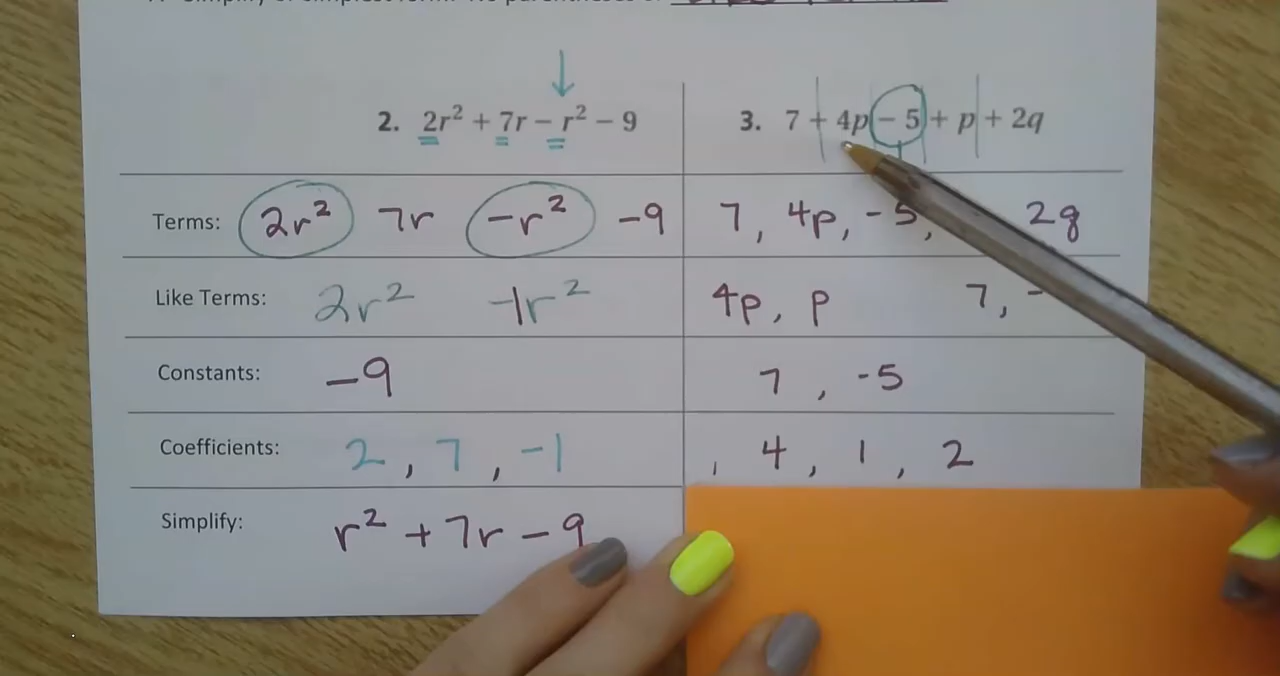 2. 2r² + 7r − r² − 9
3. 7 + 4p − 5 + p + 2q
Terms: 2r² 7r −r² −9
7, 4p, -5, 2q
Like Terms: 2r² −1r²
4p, p 7, -
Constants: −9
7, -5
Coefficients: 2, 7, −1
, 4, 1, 2
Simplify: r² + 7r − 9